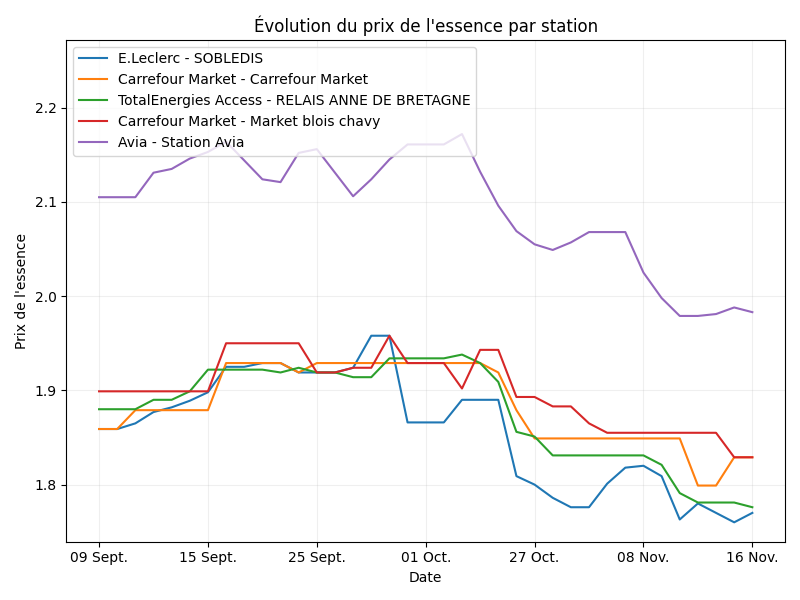 Évolution du prix de l'essence par station
E.Leclerc - SOBLEDIS
Carrefour Market - Carrefour Market
TotalEnergies Access - RELAIS ANNE DE BRETAGNE
Carrefour Market - Market blois chavy
Avia - Station Avia
Prix de l'essence
2.2
2.1
2.0
1.9
1.8
09 Sept.
15 Sept.
25 Sept.
01 Oct.
27 Oct.
08 Nov.
16 Nov.
Date